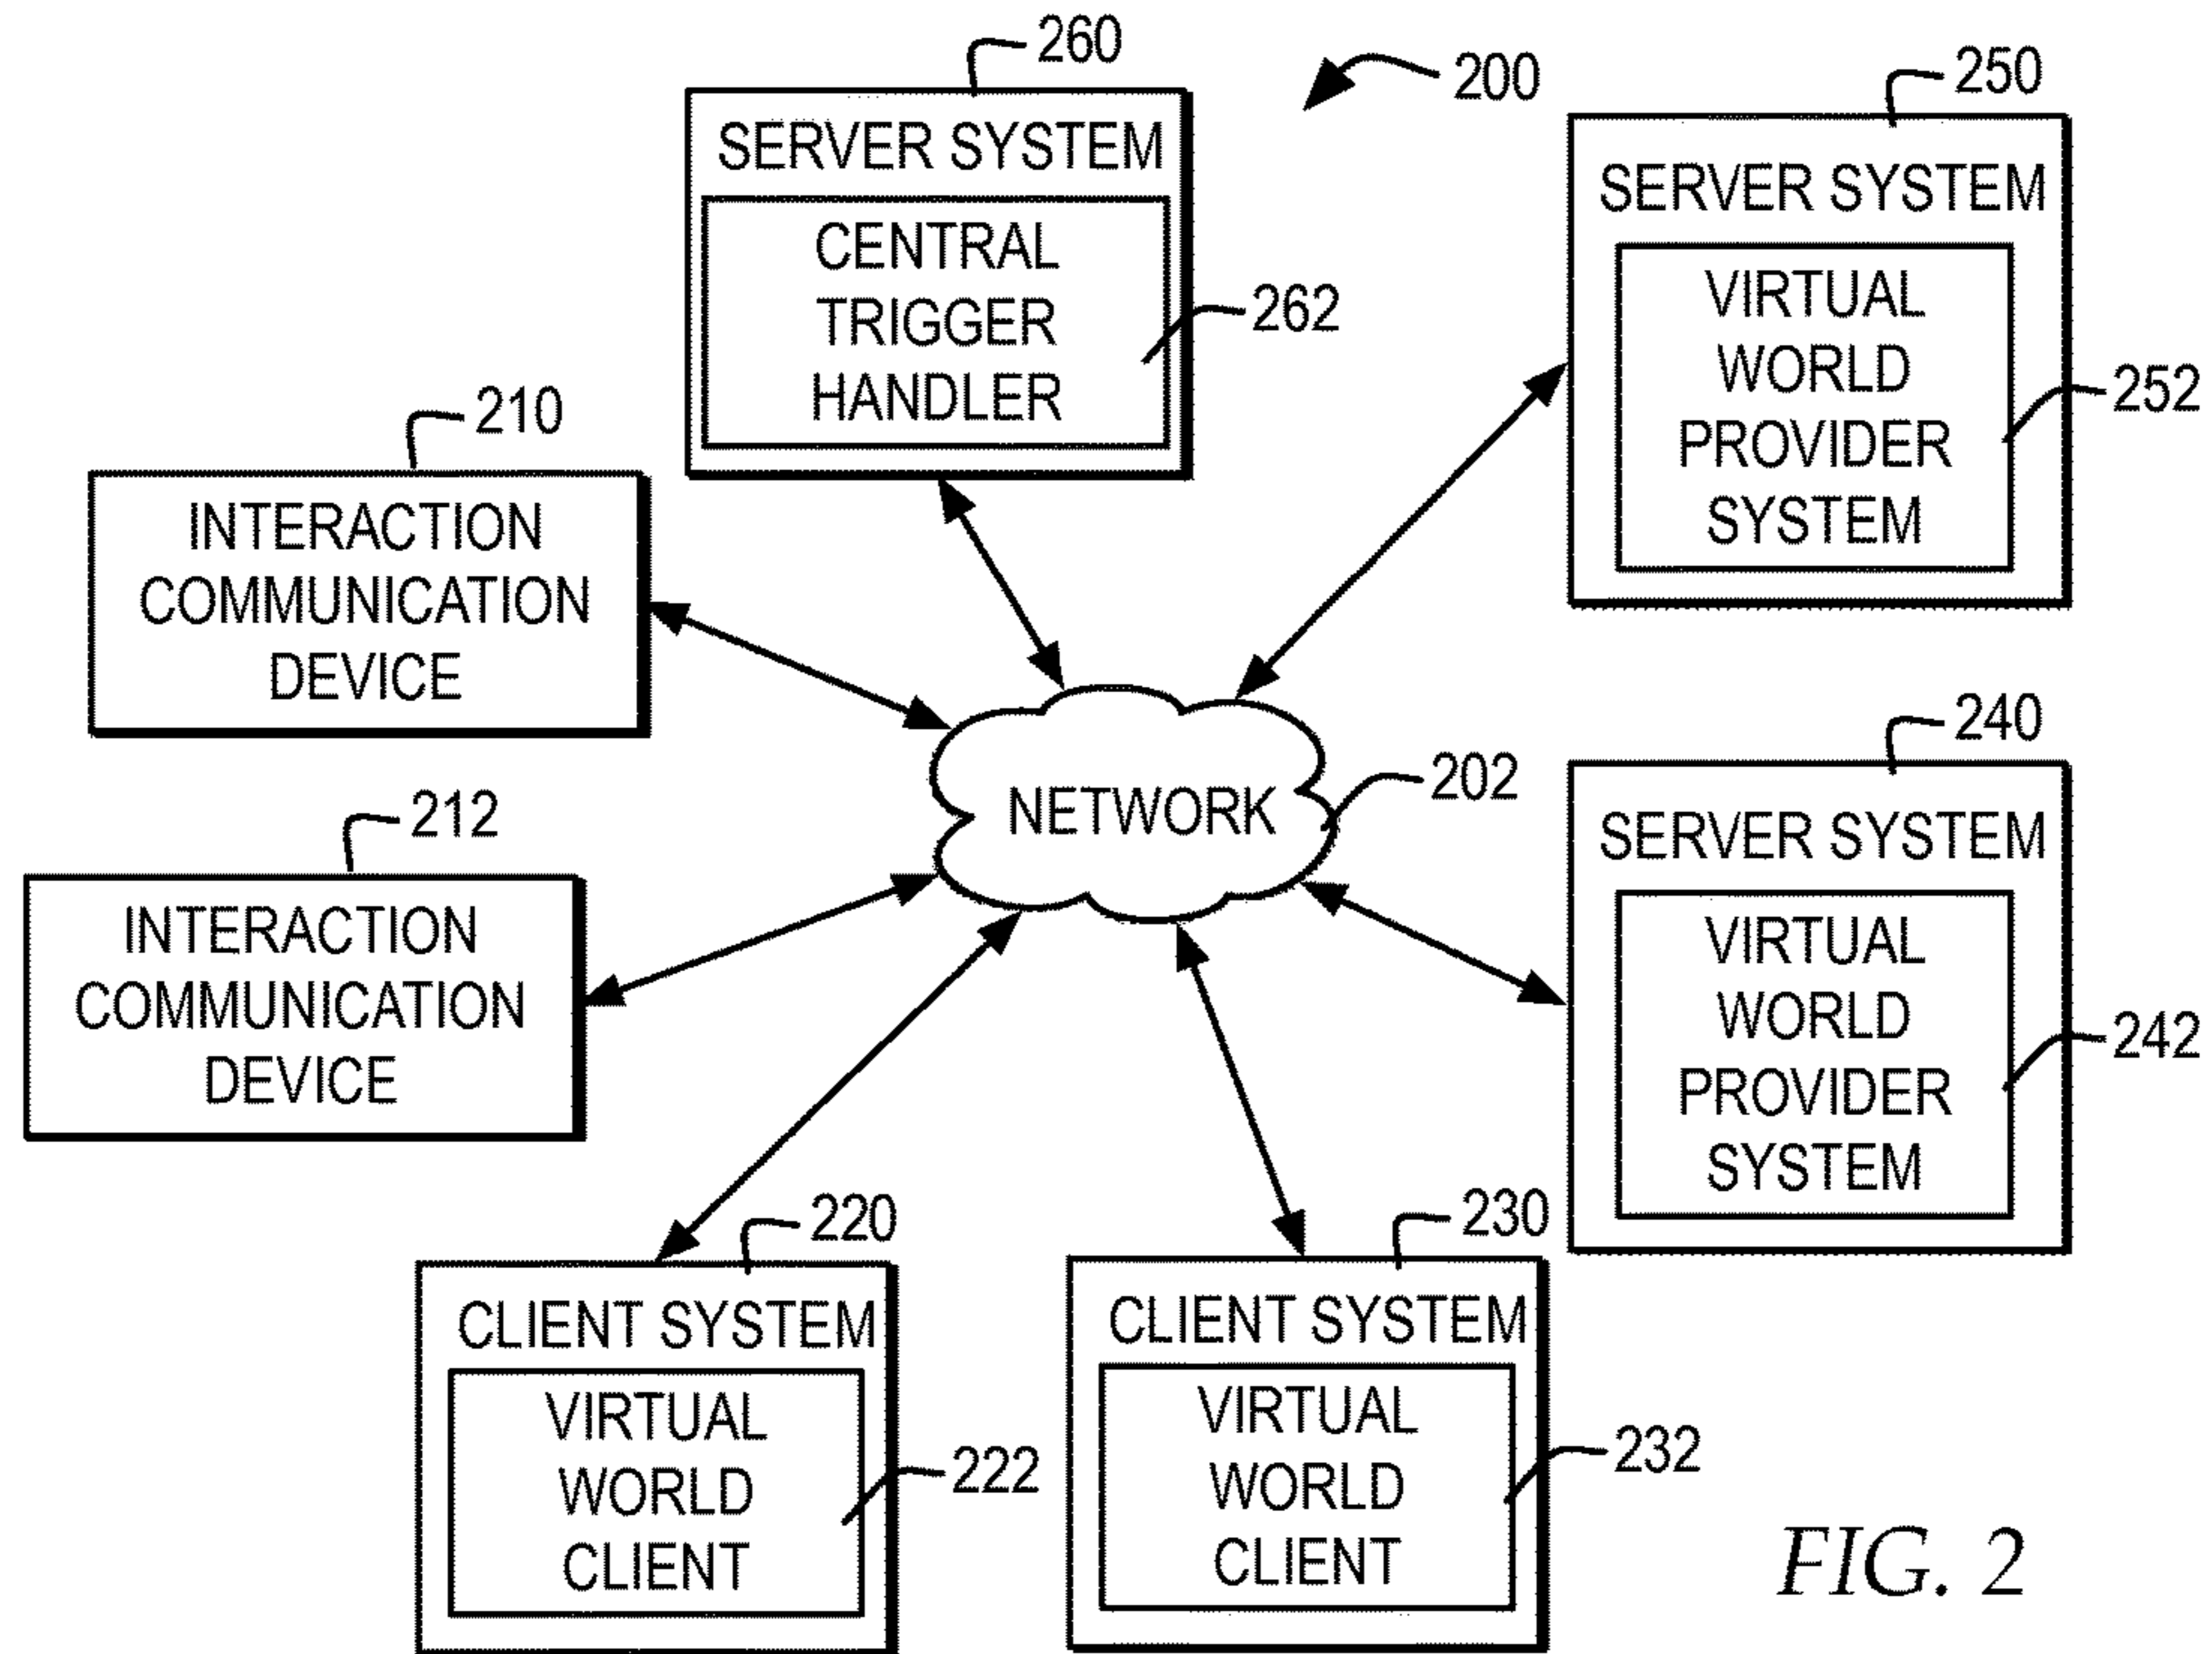 260
200
250
SERVER SYSTEM
CENTRAL
TRIGGER
HANDLER
262
SERVER SYSTEM
VIRTUAL
WORLD
PROVIDER
SYSTEM
252
210
INTERACTION
COMMUNICATION
DEVICE
NETWORK
202
212
INTERACTION
COMMUNICATION
DEVICE
240
SERVER SYSTEM
VIRTUAL
WORLD
PROVIDER
SYSTEM
242
220
CLIENT SYSTEM
VIRTUAL
WORLD
CLIENT
222
230
CLIENT SYSTEM
VIRTUAL
WORLD
CLIENT
232
FIG. 2